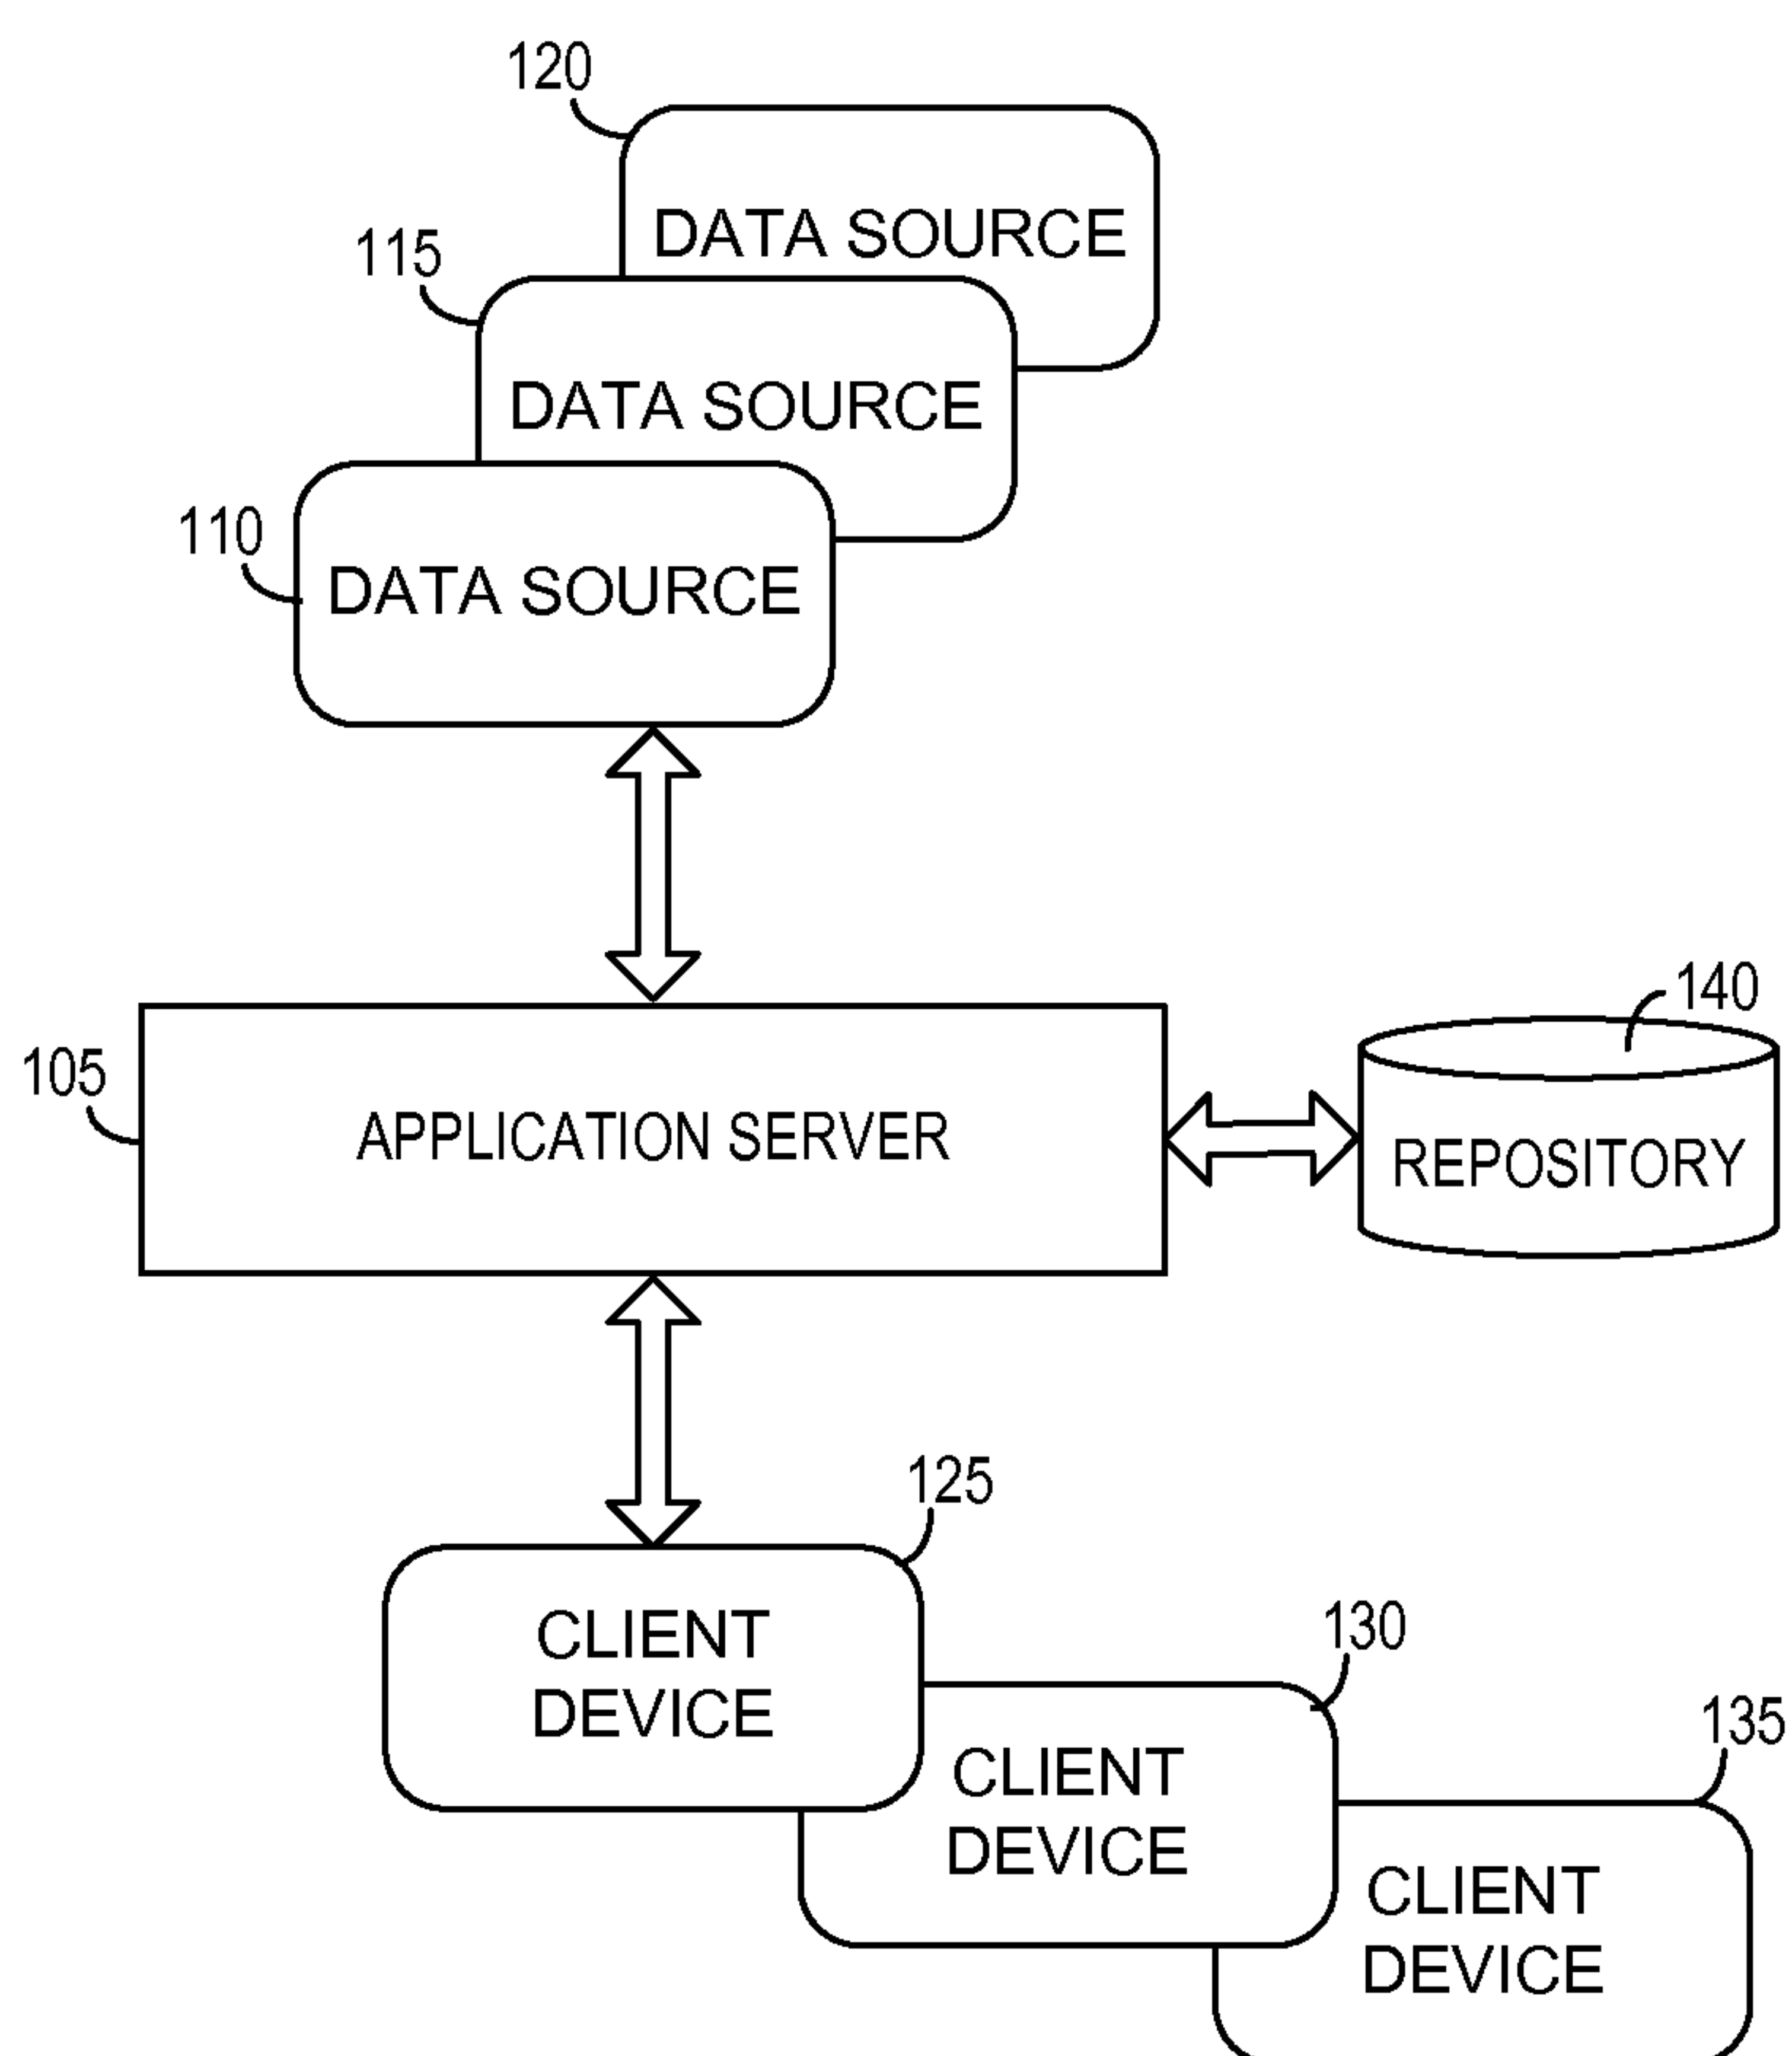 120
DATA SOURCE
115
DATA SOURCE
110
DATA SOURCE
140
105
APPLICATION SERVER
REPOSITORY
125
CLIENT
DEVICE
130
CLIENT
DEVICE
135
CLIENT
DEVICE